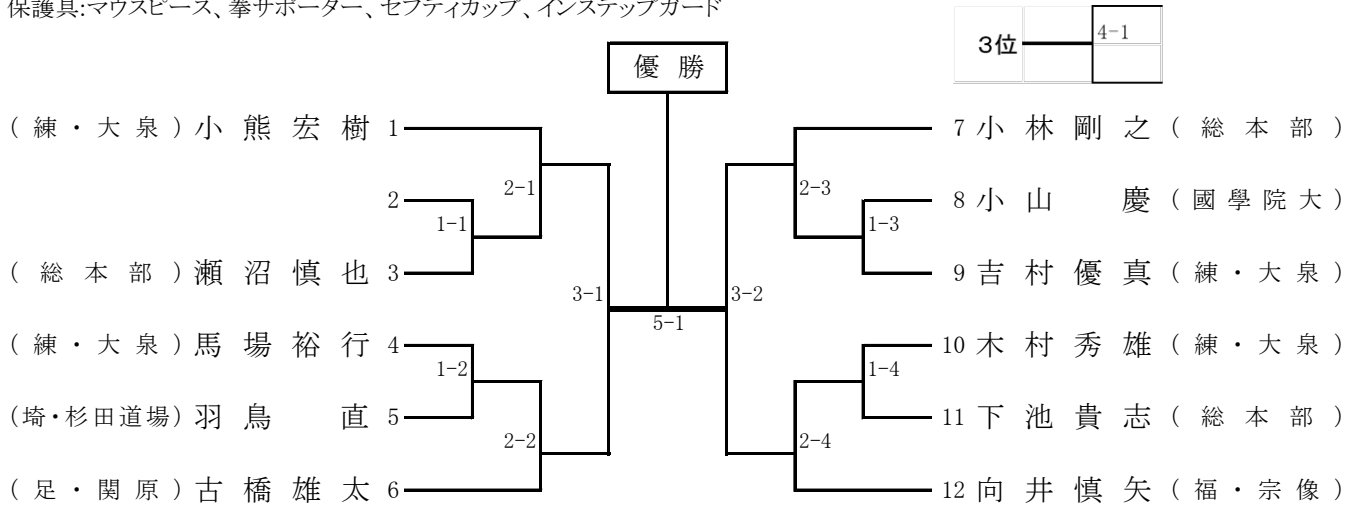 保護具:マウスピース、拳サポーター、セフティカップ、インステップガード
3位 4-1
優 勝
(練・大泉)小熊宏樹 1
7 小林剛之(総本部)
2-1
2-3
2
8 小山 慶(國學院大)
1-1
1-3
(総本部)瀬沼慎也 3
9 吉村優真(練・大泉)
3-1
3-2
5-1
(練・大泉)馬場裕行 4
10 木村秀雄(練・大泉)
1-2
1-4
(埼・杉田道場)羽鳥 直 5
11 下池貴志(総本部)
2-2
2-4
(足・関原)古橋雄太 6
12 向井慎矢(福・宗像)